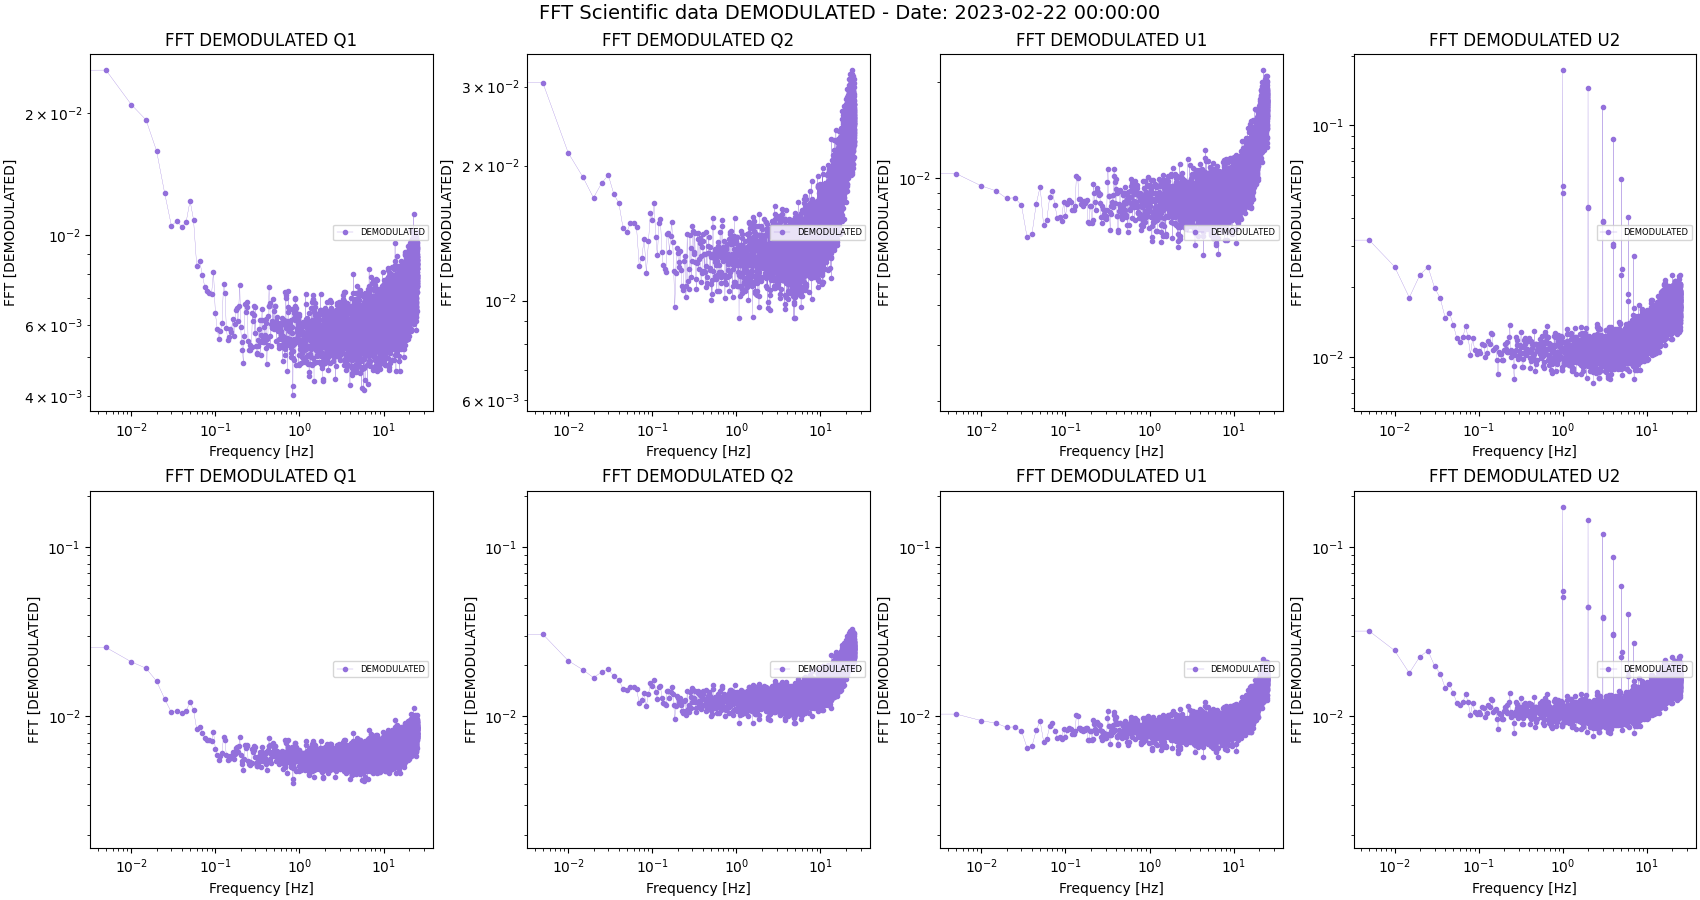 FFT Scientific data DEMODULATED - Date: 2023-02-22 00:00:00
FFT DEMODULATED Q1
FFT [DEMODULATED]
2 × 10⁻²
10⁻²
6 × 10⁻³
4 × 10⁻³
DEMODULATED
10⁻² 10⁻¹ 10⁰ 10¹
Frequency [Hz]
FFT DEMODULATED Q2
FFT [DEMODULATED]
3 × 10⁻²
2 × 10⁻²
10⁻²
6 × 10⁻³
DEMODULATED
10⁻² 10⁻¹ 10⁰ 10¹
Frequency [Hz]
FFT DEMODULATED U1
FFT [DEMODULATED]
10⁻²
DEMODULATED
10⁻² 10⁻¹ 10⁰ 10¹
Frequency [Hz]
FFT DEMODULATED U2
FFT [DEMODULATED]
10⁻¹
10⁻²
DEMODULATED
10⁻² 10⁻¹ 10⁰ 10¹
Frequency [Hz]
FFT DEMODULATED Q1
FFT [DEMODULATED]
10⁻¹
10⁻²
DEMODULATED
10⁻² 10⁻¹ 10⁰ 10¹
Frequency [Hz]
FFT DEMODULATED Q2
FFT [DEMODULATED]
10⁻¹
10⁻²
DEMODULATED
10⁻² 10⁻¹ 10⁰ 10¹
Frequency [Hz]
FFT DEMODULATED U1
FFT [DEMODULATED]
10⁻¹
10⁻²
DEMODULATED
10⁻² 10⁻¹ 10⁰ 10¹
Frequency [Hz]
FFT DEMODULATED U2
FFT [DEMODULATED]
10⁻¹
10⁻²
DEMODULATED
10⁻² 10⁻¹ 10⁰ 10¹
Frequency [Hz]